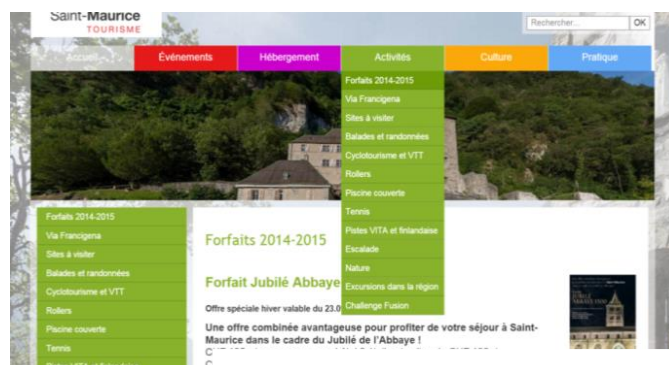 Saint-Maurice
TOURISME
Rechercher... OK
Accueil Événements Hébergement Activités Culture Pratique
Forfaits 2014-2015
Via Francigena
Sites à visiter
Balades et randonnées
Cyclotourisme et VTT
Rollers
Piscine couverte
Tennis
Pistes VITA et finlandaise
Escalade
Nature
Excursions dans la région
Challenge Fusion
Forfaits 2014-2015
Via Francigena
Sites à visiter
Balades et randonnées
Cyclotourisme et VTT
Rollers
Piscine couverte
Tennis
Forfaits 2014-2015
Forfait Jubilé Abbaye
Offre spéciale hiver valable du 23.0
Une offre combinée avantageuse pour profiter de votre séjour à Saint-
Maurice dans le cadre du Jubilé de l'Abbaye !